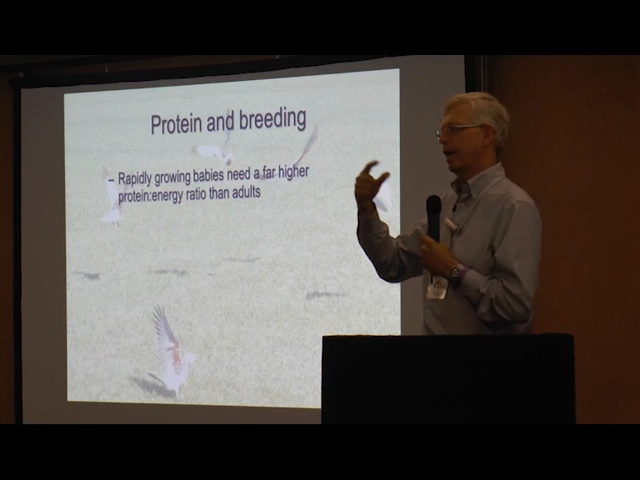 Protein and breeding
– Rapidly growing babies need a far higher
protein:energy ratio than adults